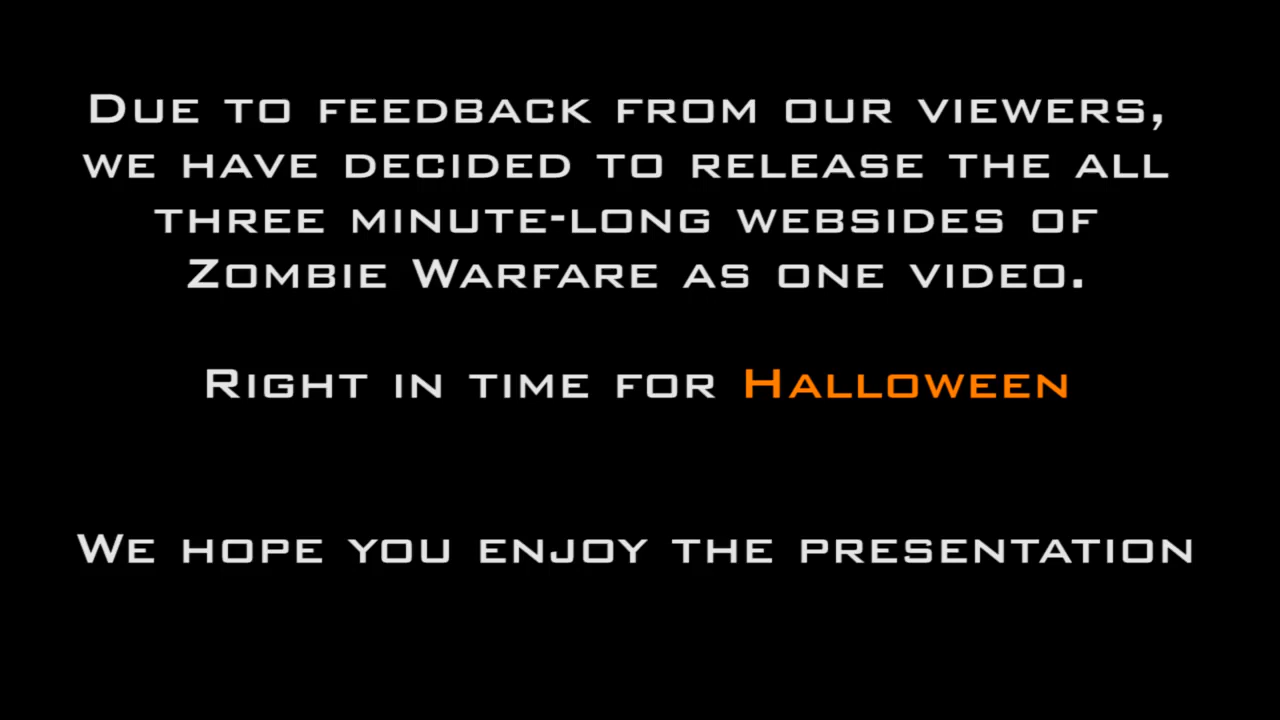 Due to feedback from our viewers,
we have decided to release the all
three minute-long websides of
Zombie Warfare as one video.
Right in time for Halloween
We hope you enjoy the presentation